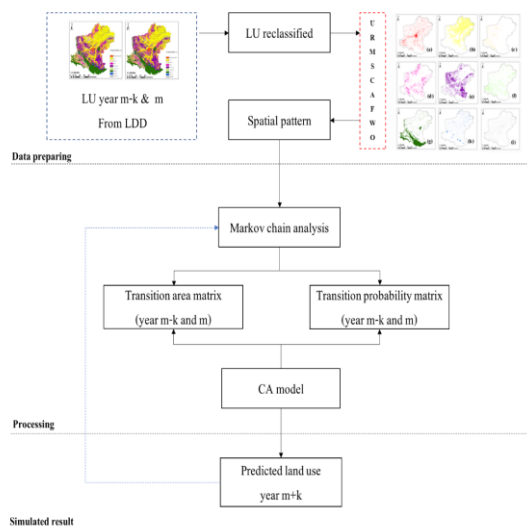 LU year m-k & m
From LDD
LU reclassified
U
R
M
S
C
A
F
W
O
(a)
(b)
(c)
(d)
(e)
(f)
(g)
(h)
(i)
Spatial pattern
Data preparing
Markov chain analysis
Transition area matrix
(year m-k and m)
Transition probability matrix
(year m-k and m)
CA model
Processing
Predicted land use
year m+k
Simulated result